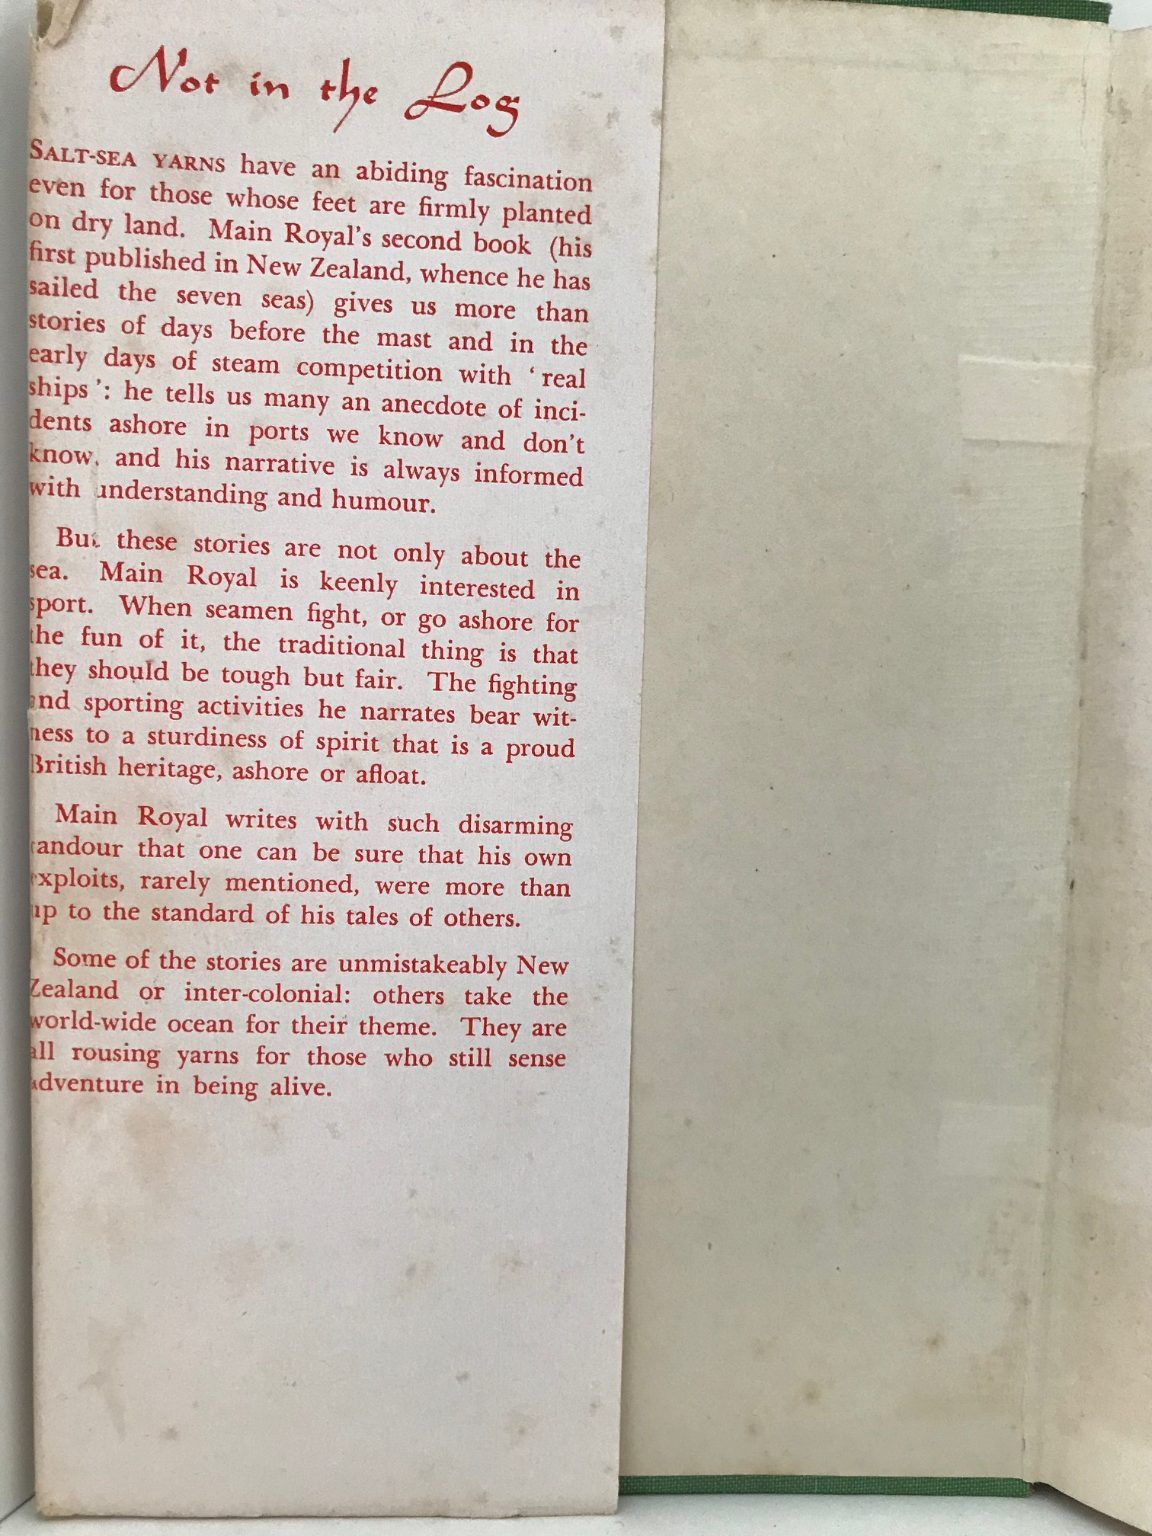 Not in the Log
SALT-SEA YARNS have an abiding fascination
even for those whose feet are firmly planted
on dry land. Main Royal's second book (his
first published in New Zealand, whence he has
sailed the seven seas) gives us more than
stories of days before the mast and in the
early days of steam competition with ‘real
ships’: he tells us many an anecdote of inci-
dents ashore in ports we know and don't
know, and his narrative is always informed
with understanding and humour.
But these stories are not only about the
sea. Main Royal is keenly interested in
sport. When seamen fight, or go ashore for
the fun of it, the traditional thing is that
they should be tough but fair. The fighting
and sporting activities he narrates bear wit-
ness to a sturdiness of spirit that is a proud
British heritage, ashore or afloat.
Main Royal writes with such disarming
candour that one can be sure that his own
exploits, rarely mentioned, were more than
up to the standard of his tales of others.
Some of the stories are unmistakeably New
Zealand or inter-colonial: others take the
world-wide ocean for their theme. They are
all rousing yarns for those who still sense
adventure in being alive.